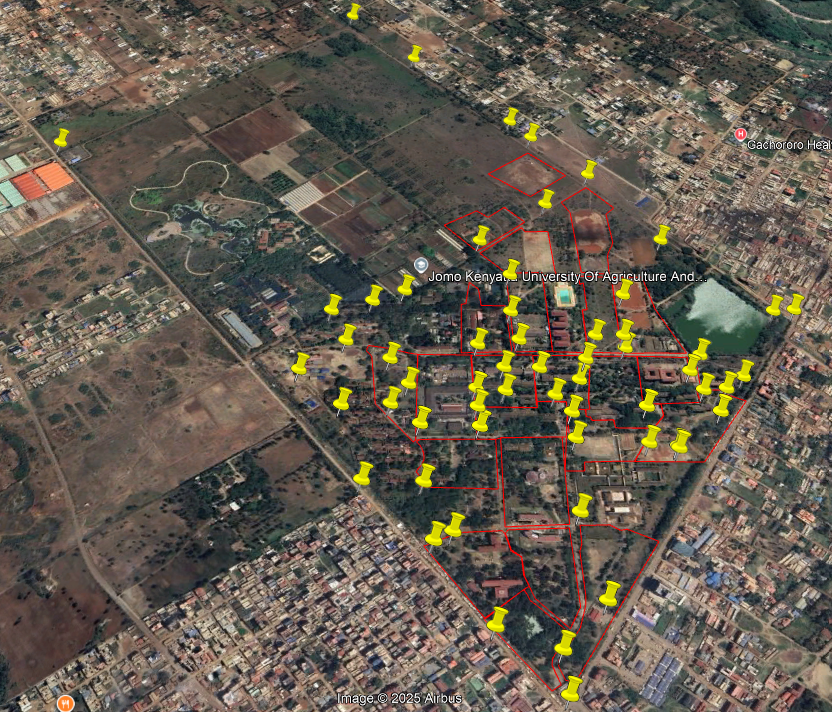 H
Gachororo Heal
Jomo Kenyatta University Of Agriculture And...
Image © 2025 Airbus